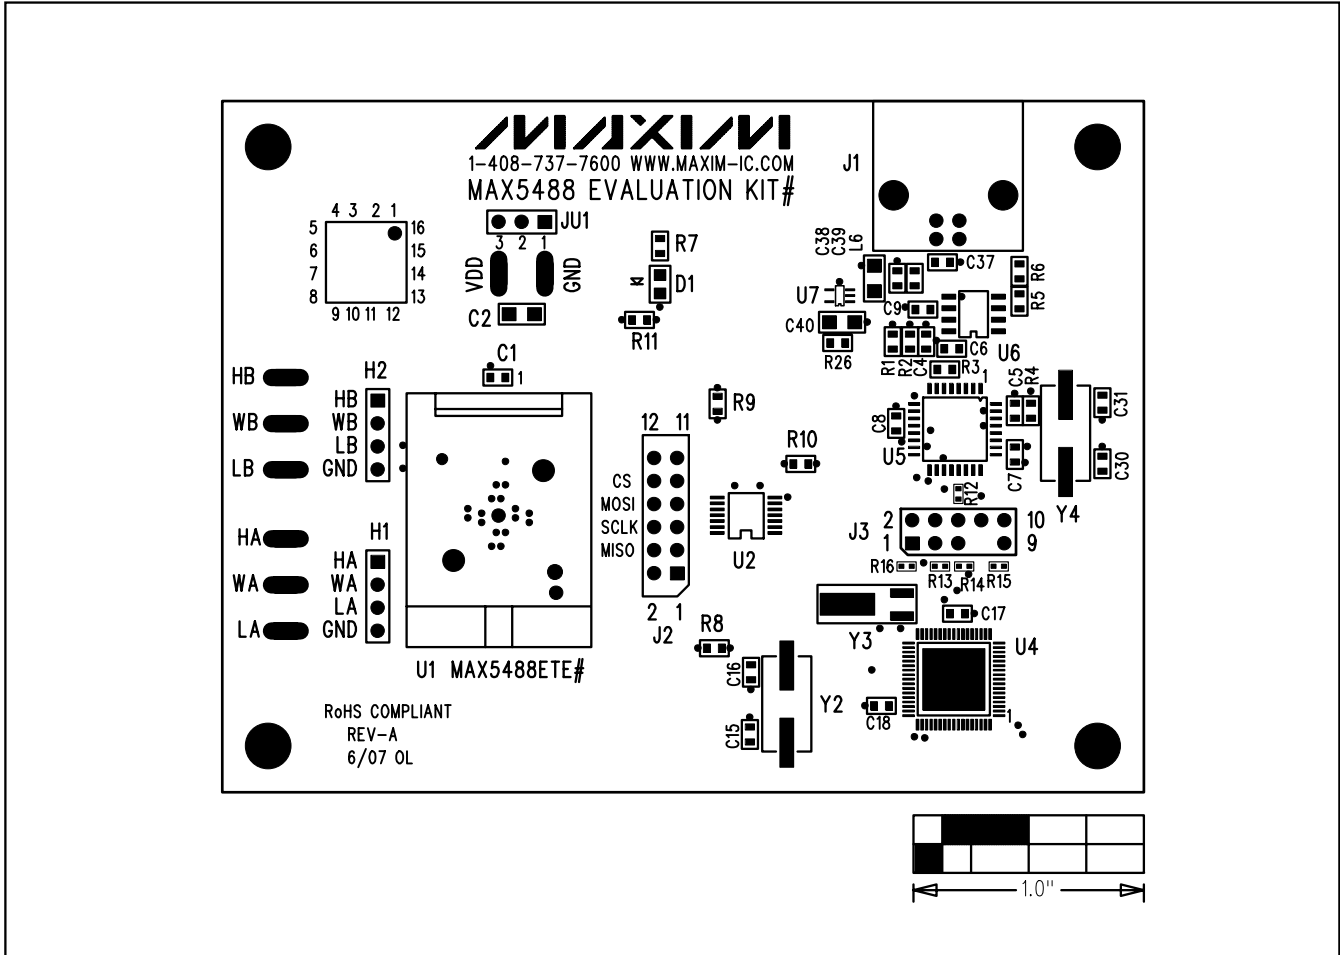 MAXIM
1-408-737-7600 WWW.MAXIM-IC.COM
MAX5488 EVALUATION KIT#
J1
4 3 2 1
5 16
6 15
7 14
8 13
9 10 11 12
JU1
3 2 1
VDD
GND
C2
R7
D1
R11
C38
C39
L6
C37
R6
R5
U7
C9
C40
R26
R1
R2
C4
C6
R3
U6
C1
1
HB
WB
LB
H2
HB
WB
LB
GND
HA
WA
LA
H1
HA
WA
LA
GND
U1 MAX5488ETE#
R9
R10
12 11
CS
MOSI
SCLK
MISO
2 1
J2
U2
R8
C16
C15
Y2
1
C8
U5
C5
R4
C7
C31
C30
Y4
R12
J3
2 10
1 9
R16
R13
R14
R15
Y3
C17
U4
1
C18
RoHS COMPLIANT
REV-A
6/07 OL
1.0"